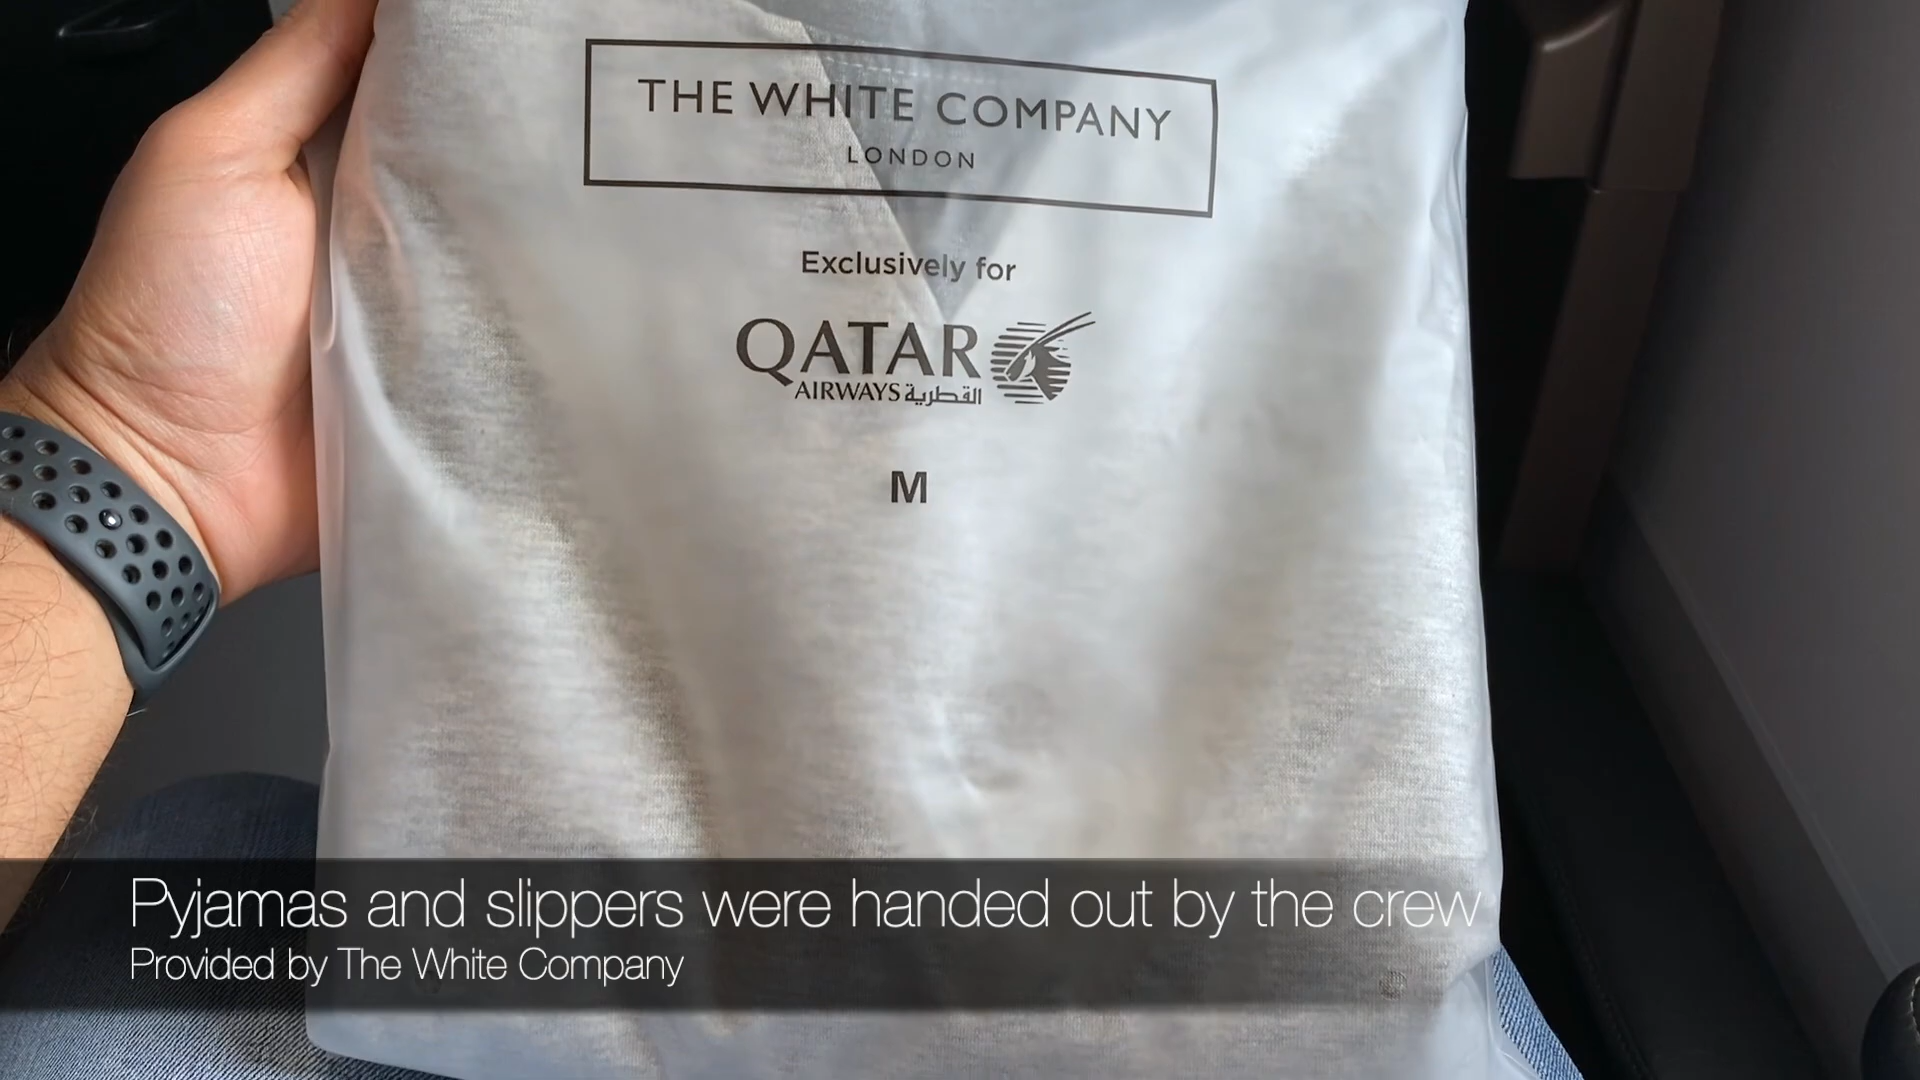 THE WHITE COMPANY
LONDON
Exclusively for
QATAR
AIRWAYS القطرية
M
Pyjamas and slippers were handed out by the crew
Provided by The White Company